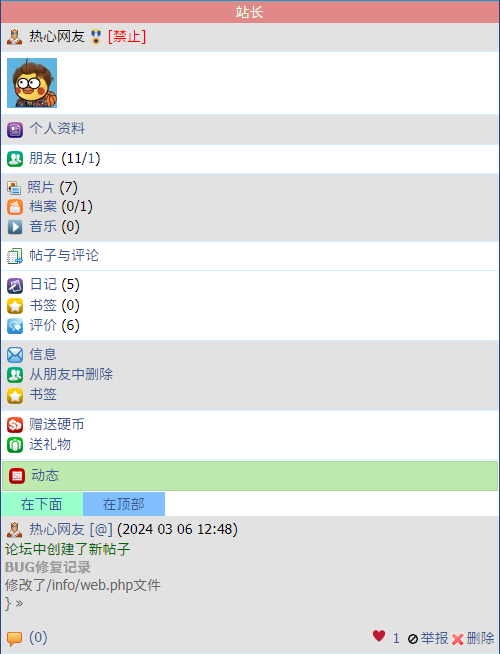 站长
热心网友 [禁止]
个人资料
朋友 (11/1)
照片 (7)
档案 (0/1)
音乐 (0)
帖子与评论
日记 (5)
书签 (0)
评价 (6)
信息
从朋友中删除
书签
赠送硬币
送礼物
动态
在下面 在顶部
热心网友 [@] (2024 03 06 12:48)
论坛中创建了新帖子
BUG修复记录
修改了/info/web.php文件
} »
(0) 1 举报 删除